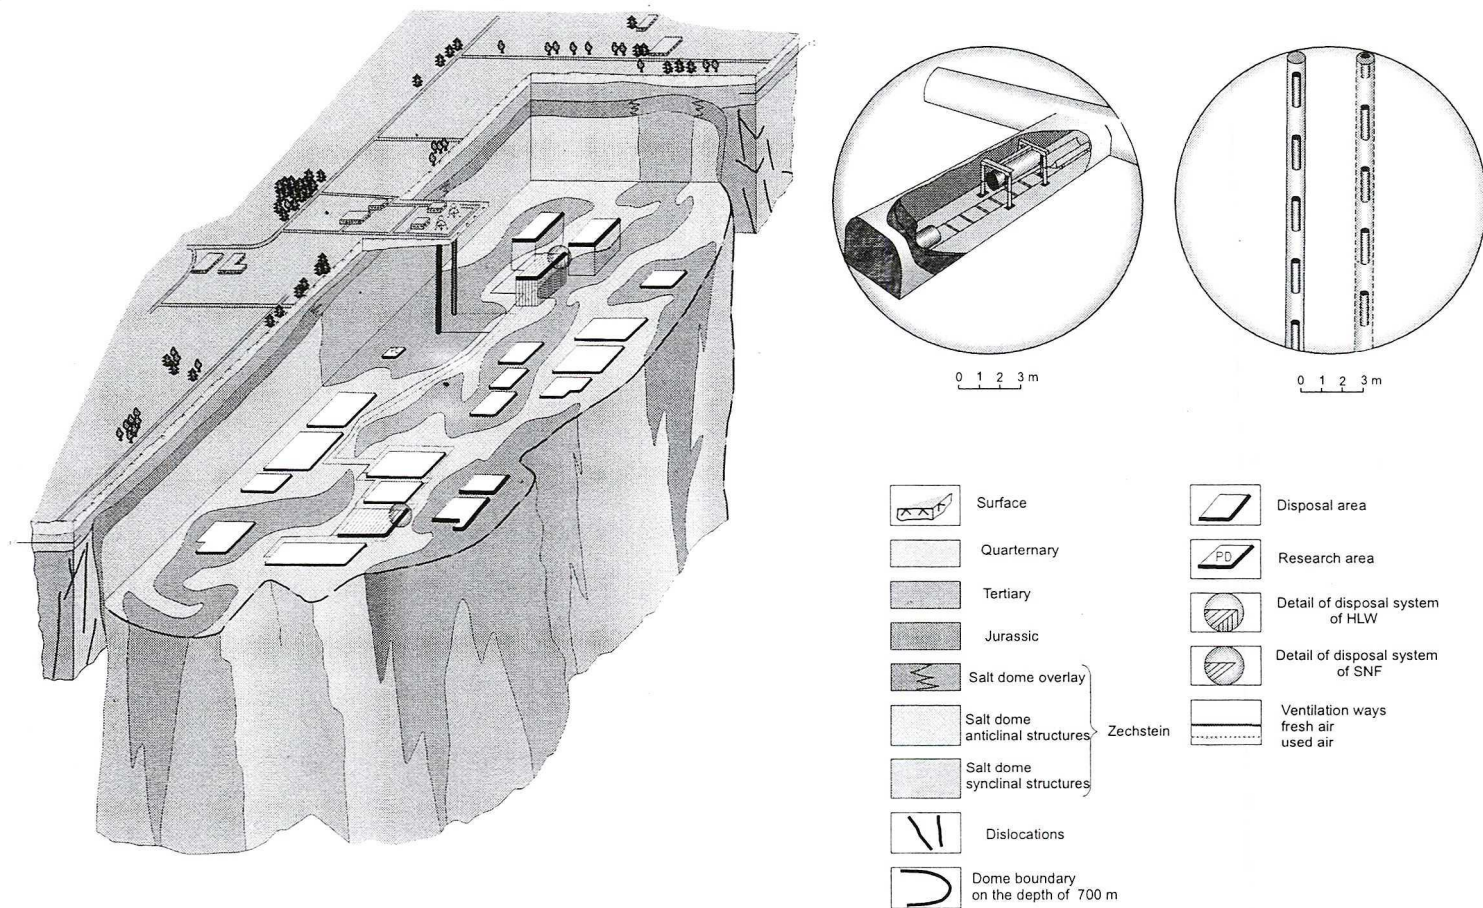 0 1 2 3 m
0 1 2 3 m
Surface
Quarternary
Tertiary
Jurassic
Salt dome overlay
Salt dome
anticlinal structures
Salt dome
synclinal structures
Zechstein
Dislocations
Dome boundary
on the depth of 700 m
Disposal area
PD
Research area
Detail of disposal system
of HLW
Detail of disposal system
of SNF
Ventilation ways
fresh air
used air